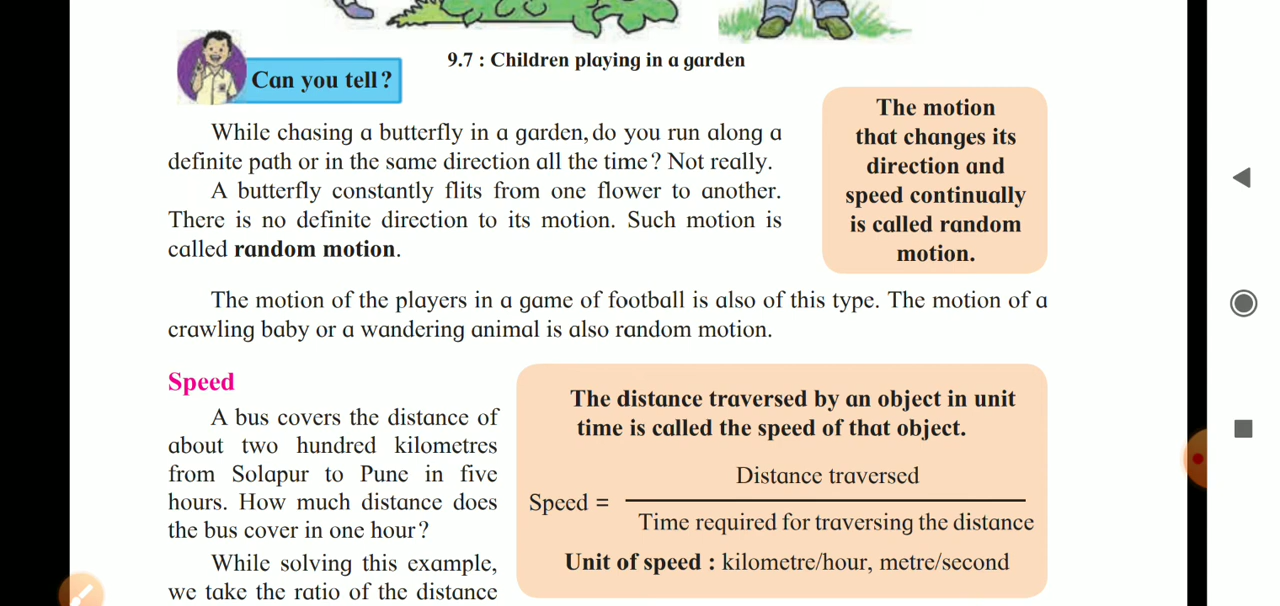 9.7 : Children playing in a garden
Can you tell?
While chasing a butterfly in a garden, do you run along a
definite path or in the same direction all the time? Not really.
A butterfly constantly flits from one flower to another.
There is no definite direction to its motion. Such motion is
called random motion.
The motion
that changes its
direction and
speed continually
is called random
motion.
The motion of the players in a game of football is also of this type. The motion of a
crawling baby or a wandering animal is also random motion.
Speed
A bus covers the distance of
about two hundred kilometres
from Solapur to Pune in five
hours. How much distance does
the bus cover in one hour?
While solving this example,
we take the ratio of the distance
The distance traversed by an object in unit
time is called the speed of that object.
Distance traversed
Speed =
Time required for traversing the distance
Unit of speed : kilometre/hour, metre/second